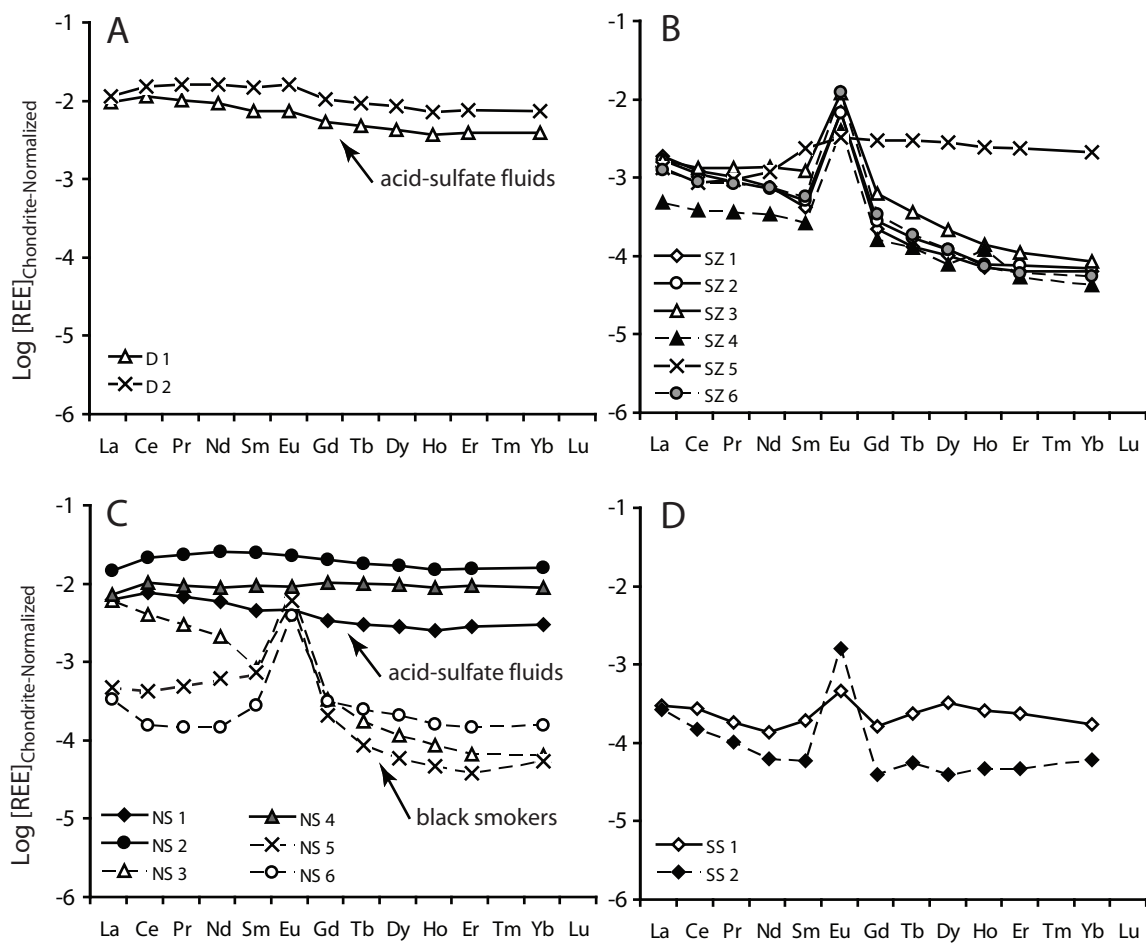 A
-1
-2
-3
-4
-5
-6
Log [REE]Chondrite-Normalized
acid-sulfate fluids
D 1
D 2
La Ce Pr Nd Sm Eu Gd Tb Dy Ho Er Tm Yb Lu
B
-1
-2
-3
-4
-5
-6
SZ 1
SZ 2
SZ 3
SZ 4
SZ 5
SZ 6
La Ce Pr Nd Sm Eu Gd Tb Dy Ho Er Tm Yb Lu
C
-1
-2
-3
-4
-5
-6
Log [REE]Chondrite-Normalized
acid-sulfate fluids
black smokers
NS 1
NS 2
NS 3
NS 4
NS 5
NS 6
La Ce Pr Nd Sm Eu Gd Tb Dy Ho Er Tm Yb Lu
D
-1
-2
-3
-4
-5
-6
SS 1
SS 2
La Ce Pr Nd Sm Eu Gd Tb Dy Ho Er Tm Yb Lu